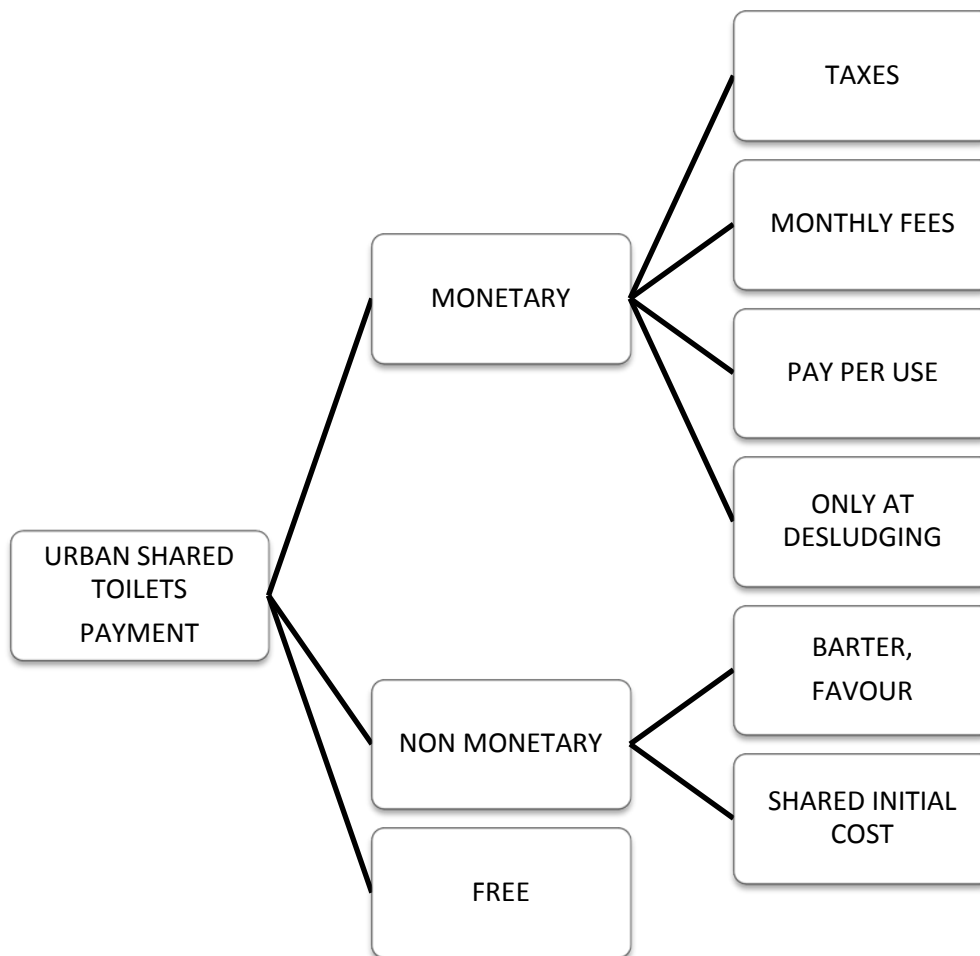 URBAN SHARED
TOILETS
PAYMENT
MONETARY
TAXES
MONTHLY FEES
PAY PER USE
ONLY AT
DESLUDGING
NON MONETARY
BARTER,
FAVOUR
SHARED INITIAL
COST
FREE